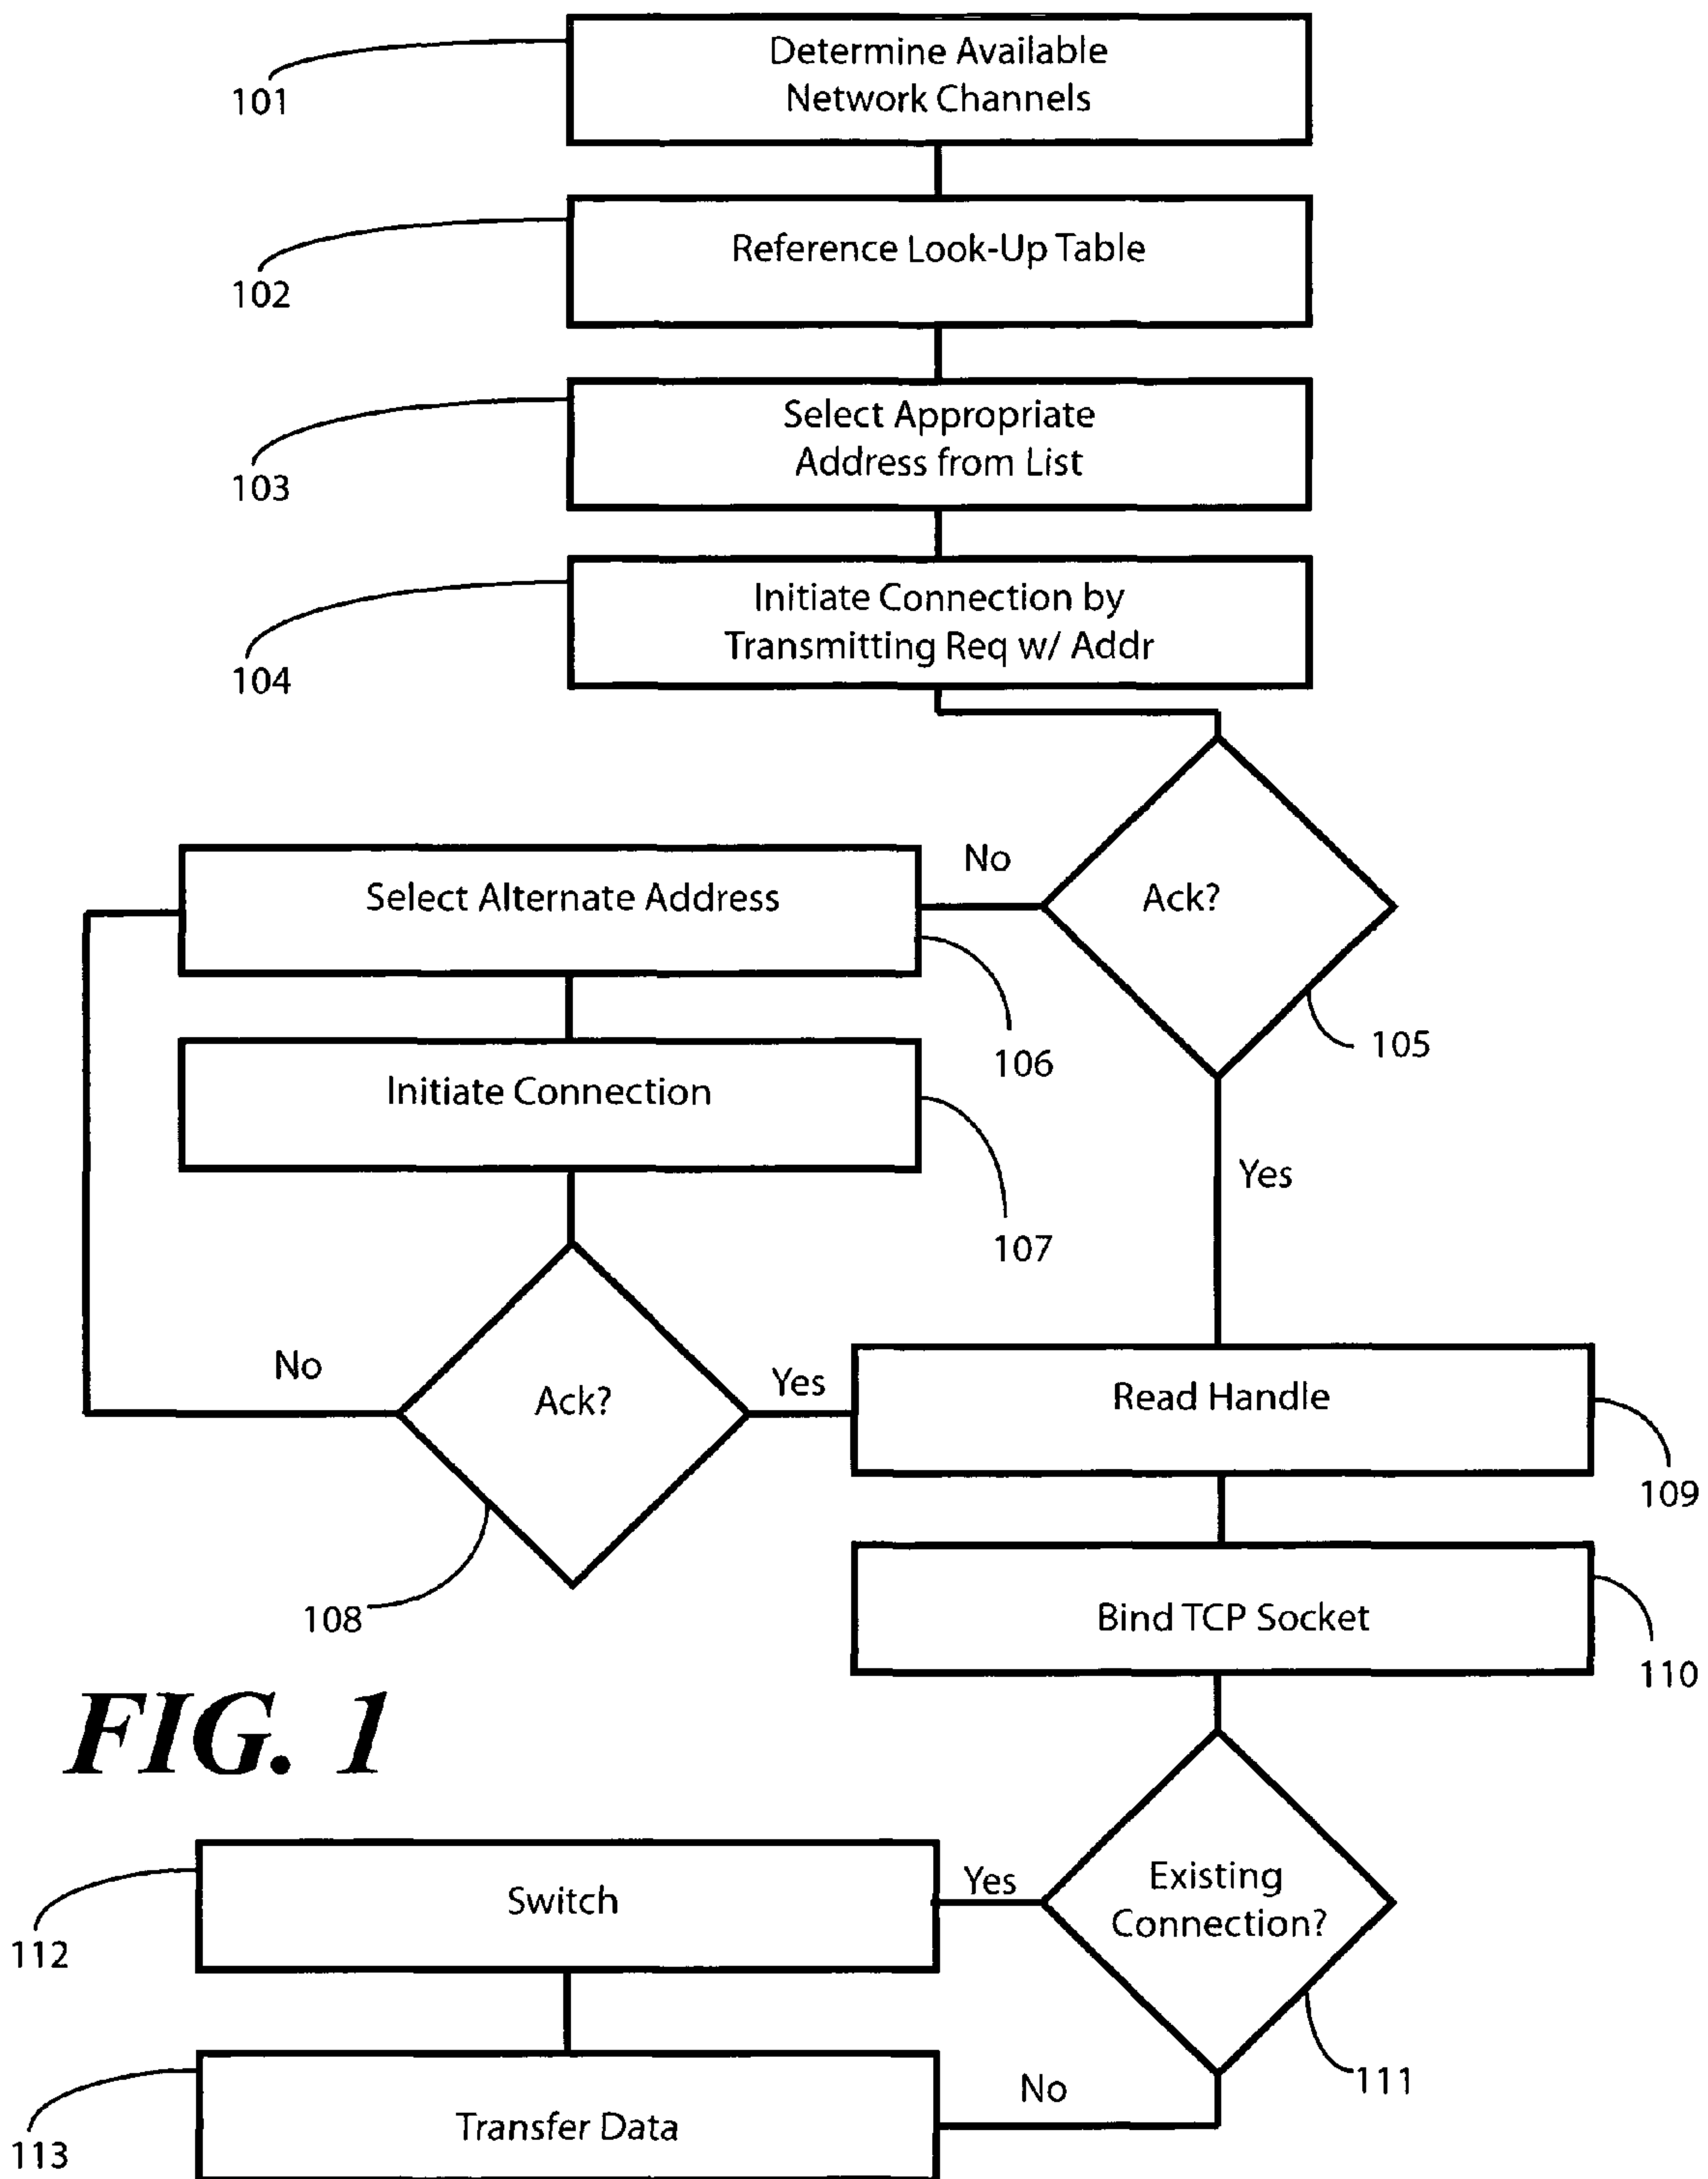 Determine Available
Network Channels
101
Reference Look-Up Table
102
Select Appropriate
Address from List
103
Initiate Connection by
Transmitting Req w/ Addr
104
No
Select Alternate Address
Ack?
105
106
Initiate Connection
Yes
107
No
Ack?
Yes
Read Handle
109
108
Bind TCP Socket
110
FIG. 1
Existing
Connection?
Yes
Switch
112
111
No
Transfer Data
113